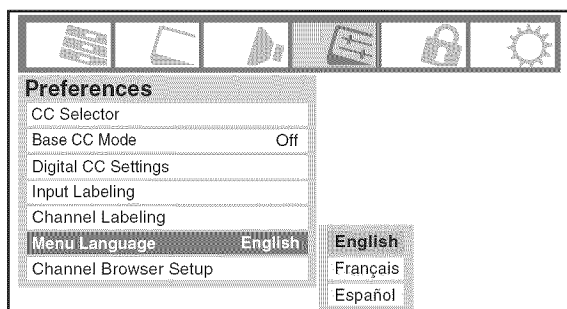 Preferences
CC Selector
Base CC Mode Off
Digital CC Settings
Input Labeling
Channel Labeling
Menu Language English
Channel Browser Setup
English
Français
Español